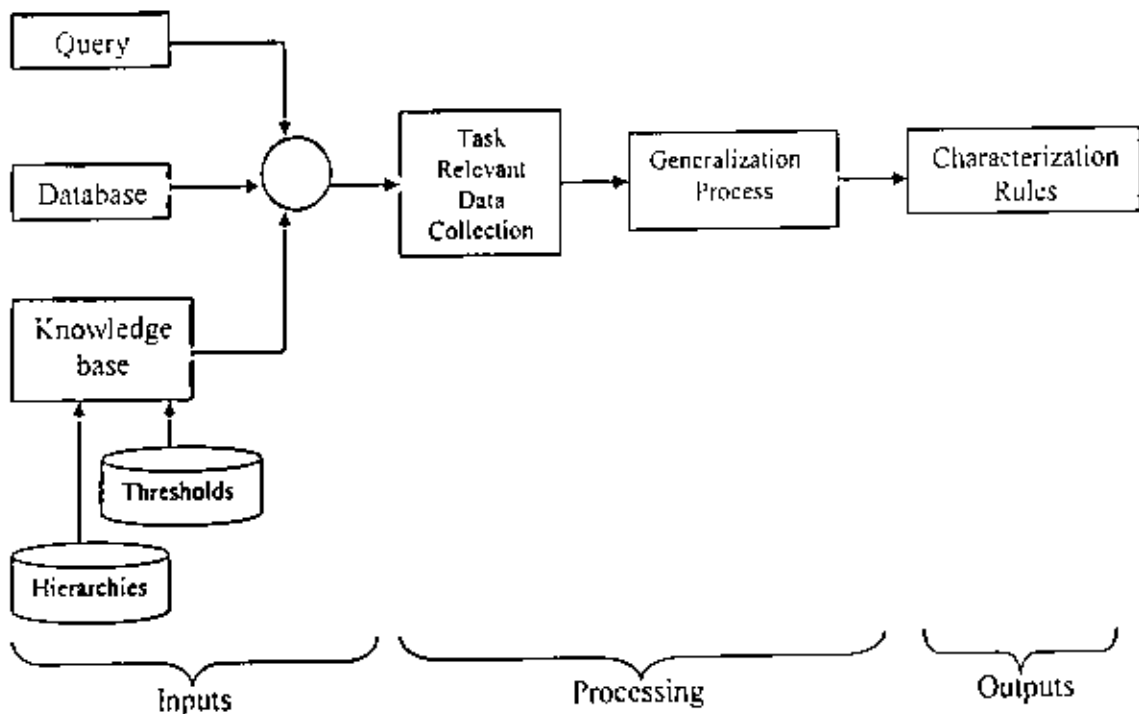 Query
Database
Knowledge
base
Thresholds
Hierarchies
Task
Relevant
Data
Collection
Generalization
Process
Characterization
Rules
Inputs
Processing
Outputs